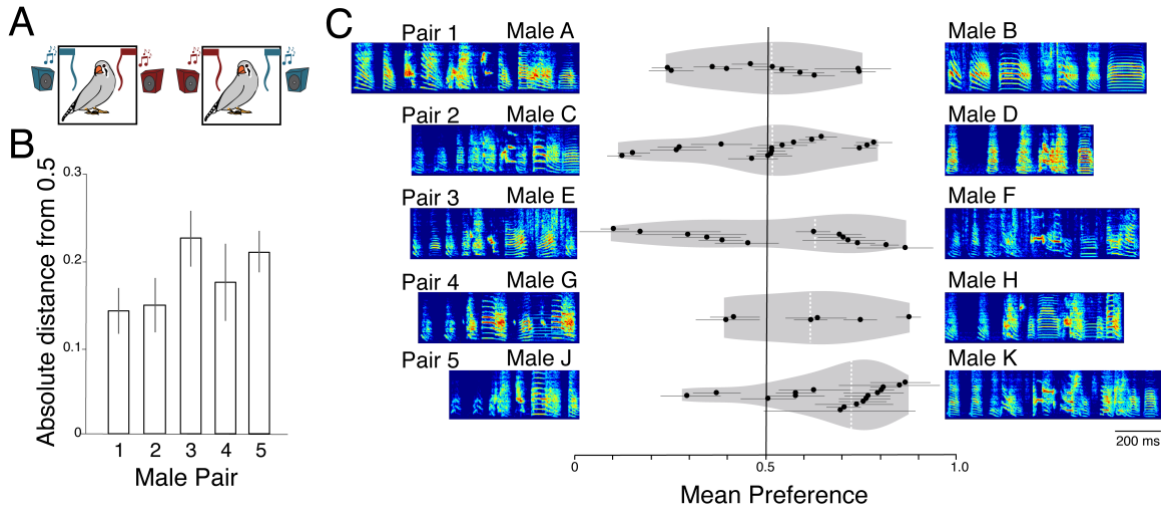 A
B
Absolute distance from 0.5
0.3
0.2
0.1
0
1 2 3 4 5
Male Pair
C
Pair 1 Male A
Male B
Pair 2 Male C
Male D
Pair 3 Male E
Male F
Pair 4 Male G
Male H
Pair 5 Male J
Male K
200 ms
0 0.5 1.0
Mean Preference